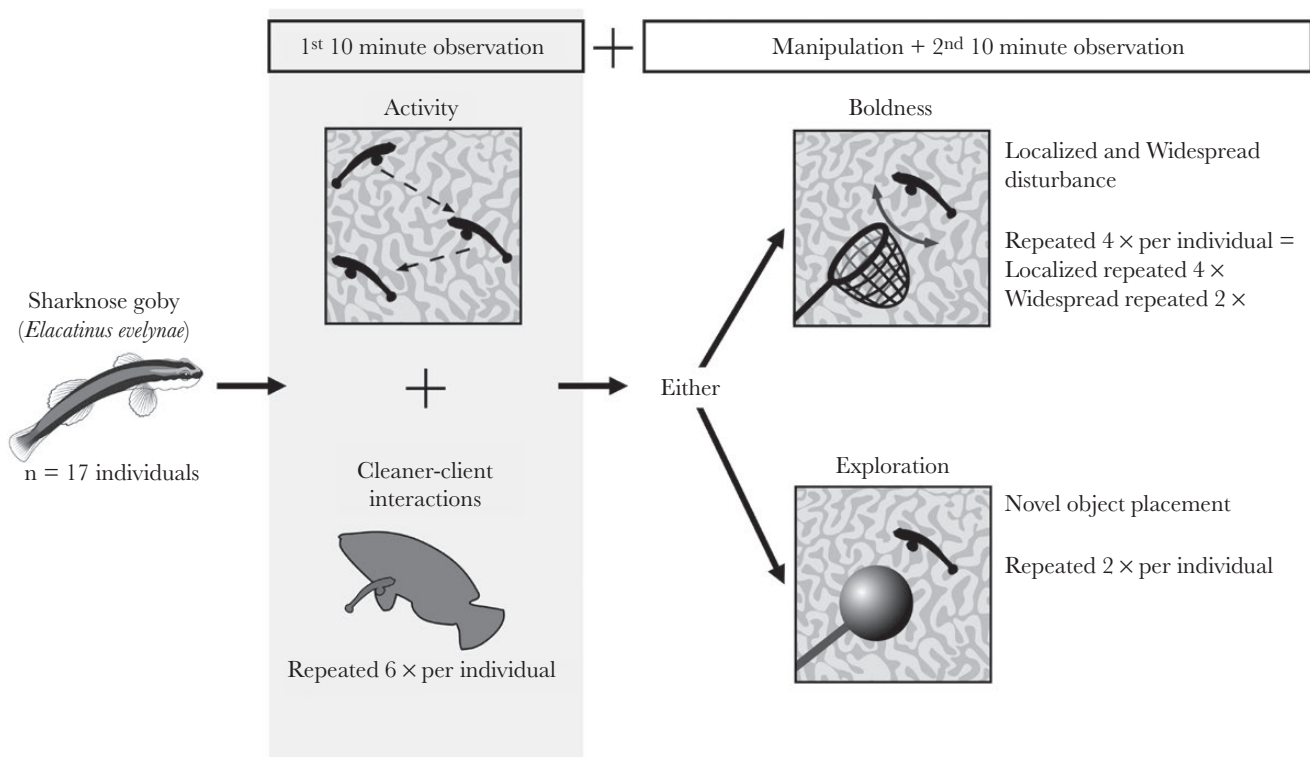 1st 10 minute observation
Manipulation + 2nd 10 minute observation
Sharknose goby
(Elacatinus evelynae)
n = 17 individuals
Activity
Cleaner-client
interactions
Repeated 6 × per individual
Either
Boldness
Localized and Widespread
disturbance
Repeated 4 × per individual =
Localized repeated 4 ×
Widespread repeated 2 ×
Exploration
Novel object placement
Repeated 2 × per individual